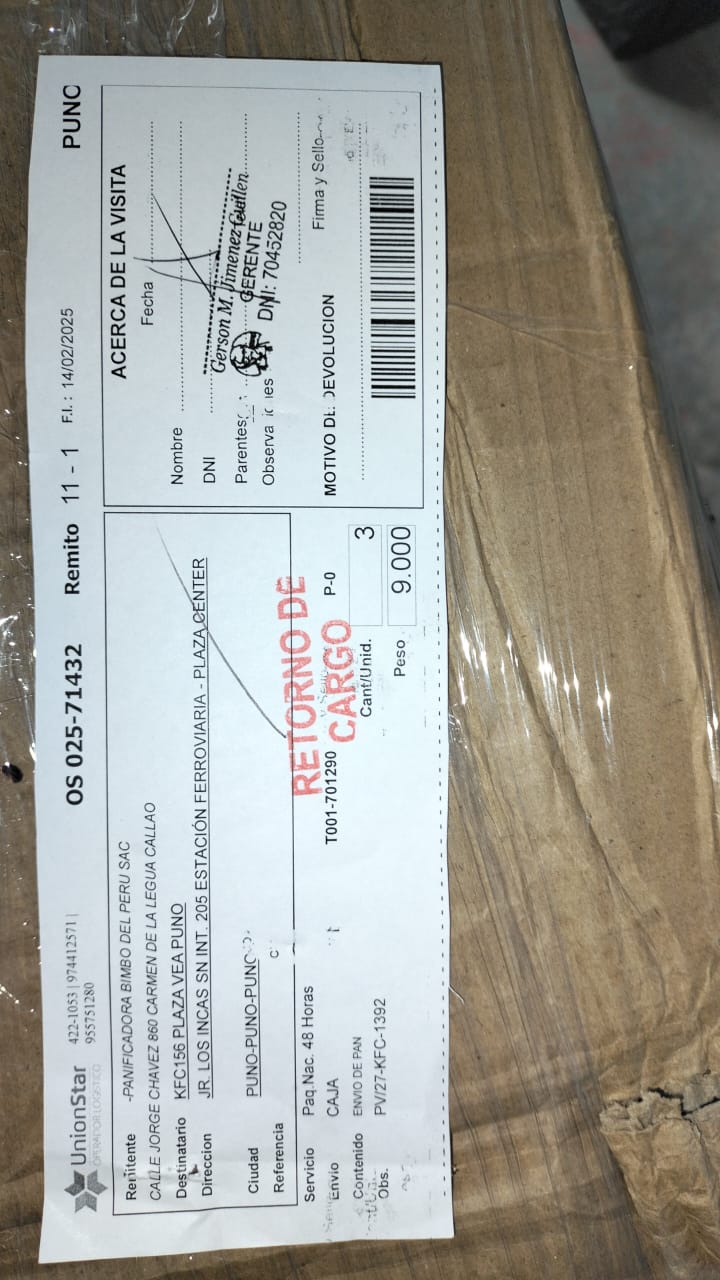 UnionStar
OPERADOR LOGISTICO
422-1053 | 974412571 |
955751280
OS 025-71432
Remito 11 - 1
F.I. : 14/02/2025
PUNO
Remitente -PANIFICADORA BIMBO DEL PERU SAC
CALLE JORGE CHAVEZ 860 CARMEN DE LA LEGUA CALLAO
Destinatario KFC156 PLAZA VEA PUNO
Direccion JR. LOS INCAS SN INT. 205 ESTACIÓN FERROVIARIA - PLAZA CENTER
Ciudad PUNO-PUNO-PUNO
Referencia
Servicio Paq.Nac. 48 Horas
T001-701290 P-0
Envio CAJA
Cant/Unid. 3
Contenido ENVIO DE PAN
Peso 9.000
Obs. PV/27-KFC-1392
RETORNO DE
CARGO
ACERCA DE LA VISITA
Fecha
Nombre
DNI
Gerson M. Jimenez Guillen
Parentesc
GERENTE
DNI: 70452820
Observa
Firma y Sello
MOTIVO DE DEVOLUCION